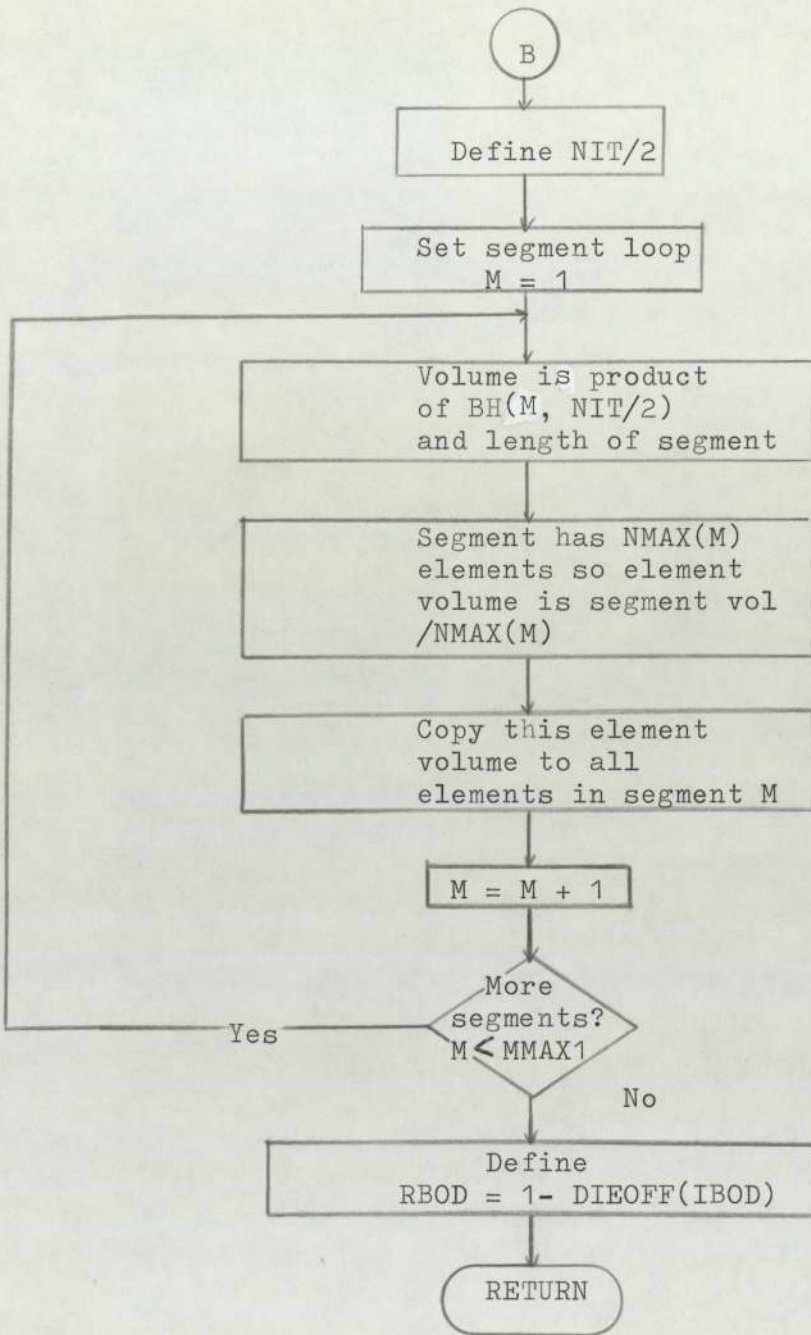 B
Define NIT/2
Set segment loop
M = 1
Volume is product
of BH(M, NIT/2)
and length of segment
Segment has NMAX(M)
elements so element
volume is segment vol
/NMAX(M)
Copy this element
volume to all
elements in segment M
M = M + 1
More
segments?
M < MMAX1
Yes
No
Define
RBOD = 1- DIEOFF(IBOD)
RETURN